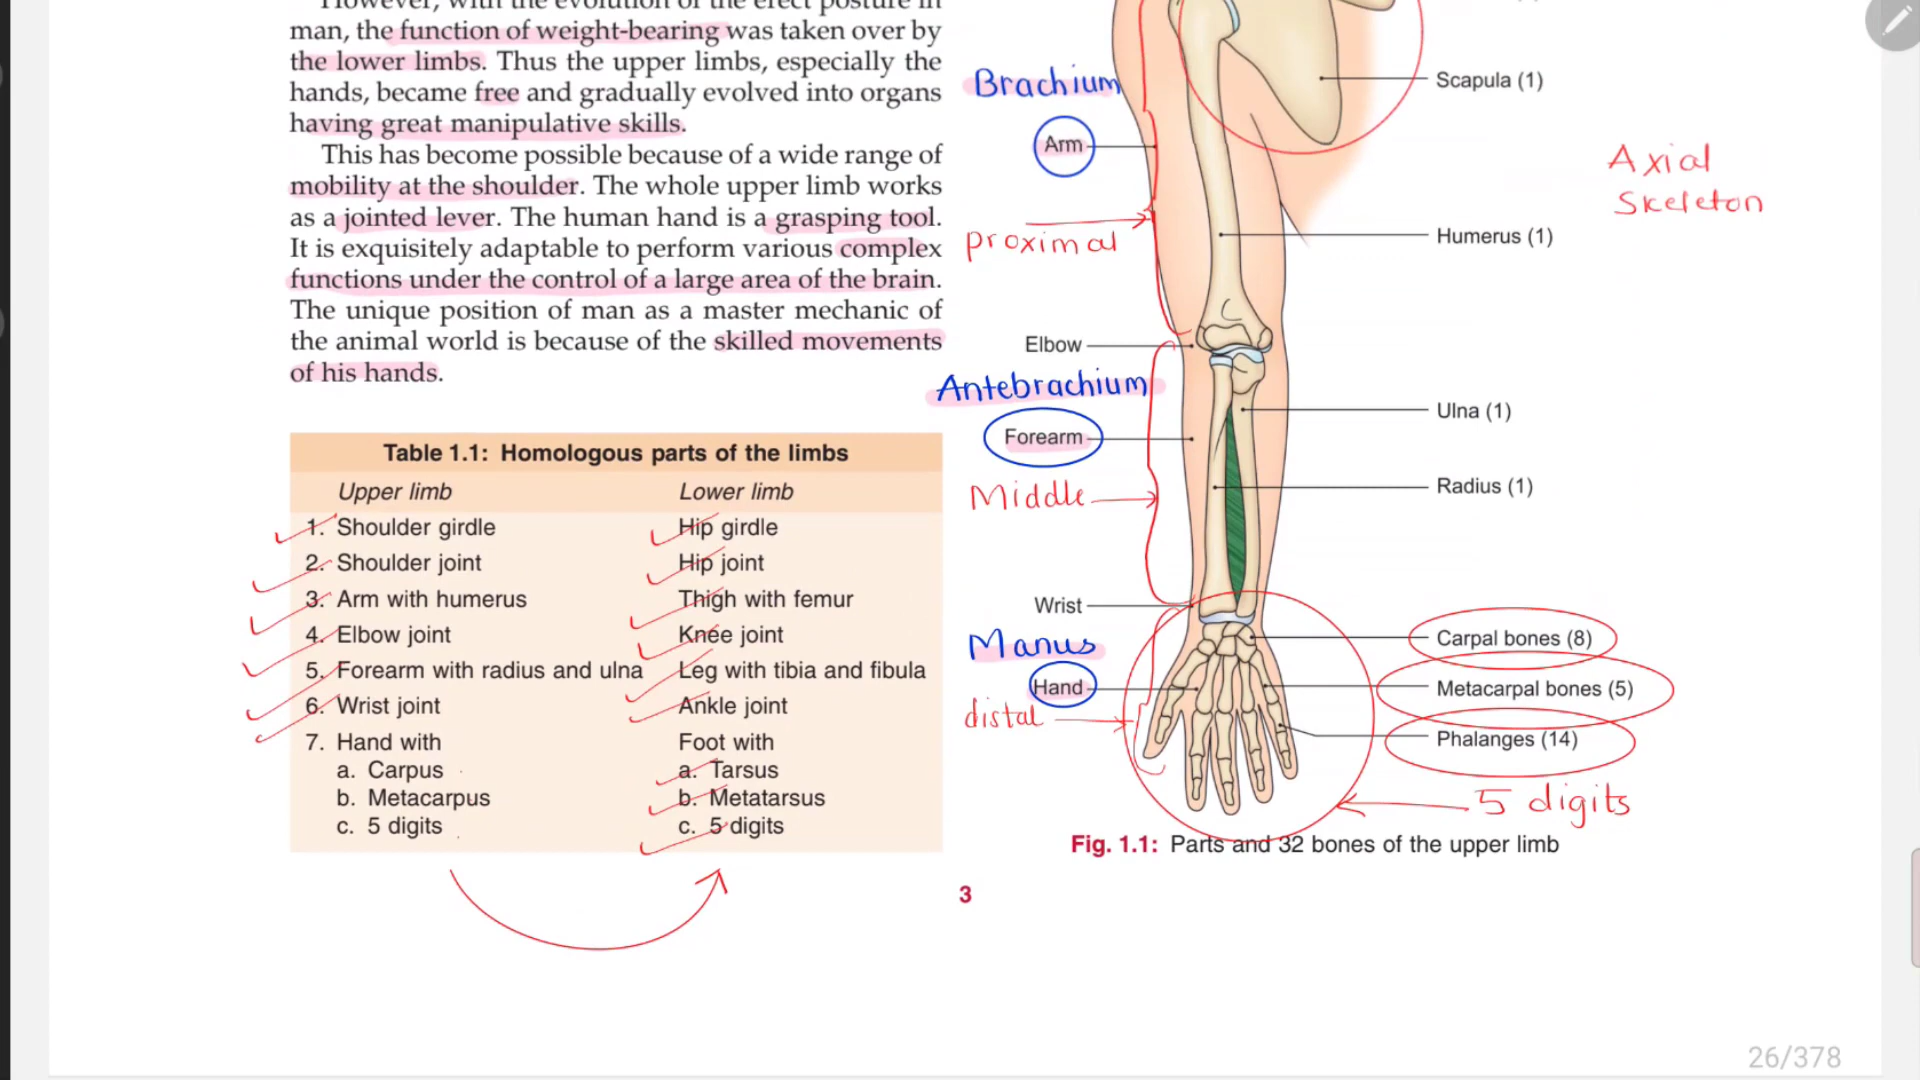 However, with the evolution of the erect posture in
man, the function of weight-bearing was taken over by
the lower limbs. Thus the upper limbs, especially the
hands, became free and gradually evolved into organs
having great manipulative skills.
This has become possible because of a wide range of
mobility at the shoulder. The whole upper limb works
as a jointed lever. The human hand is a grasping tool.
It is exquisitely adaptable to perform various complex
functions under the control of a large area of the brain.
The unique position of man as a master mechanic of
the animal world is because of the skilled movements
of his hands.
Table 1.1: Homologous parts of the limbs
Upper limb Lower limb
1. Shoulder girdle Hip girdle
2. Shoulder joint Hip joint
3. Arm with humerus Thigh with femur
4. Elbow joint Knee joint
5. Forearm with radius and ulna Leg with tibia and fibula
6. Wrist joint Ankle joint
7. Hand with Foot with
a. Carpus a. Tarsus
b. Metacarpus b. Metatarsus
c. 5 digits c. 5 digits
Brachium
Arm
proximal
Elbow
Antebrachium
Forearm
Middle
Wrist
Manus
Hand
distal
Scapula (1)
Axial
Skeleton
Humerus (1)
Ulna (1)
Radius (1)
Carpal bones (8)
Metacarpal bones (5)
Phalanges (14)
5 digits
Fig. 1.1: Parts and 32 bones of the upper limb
3
26/378